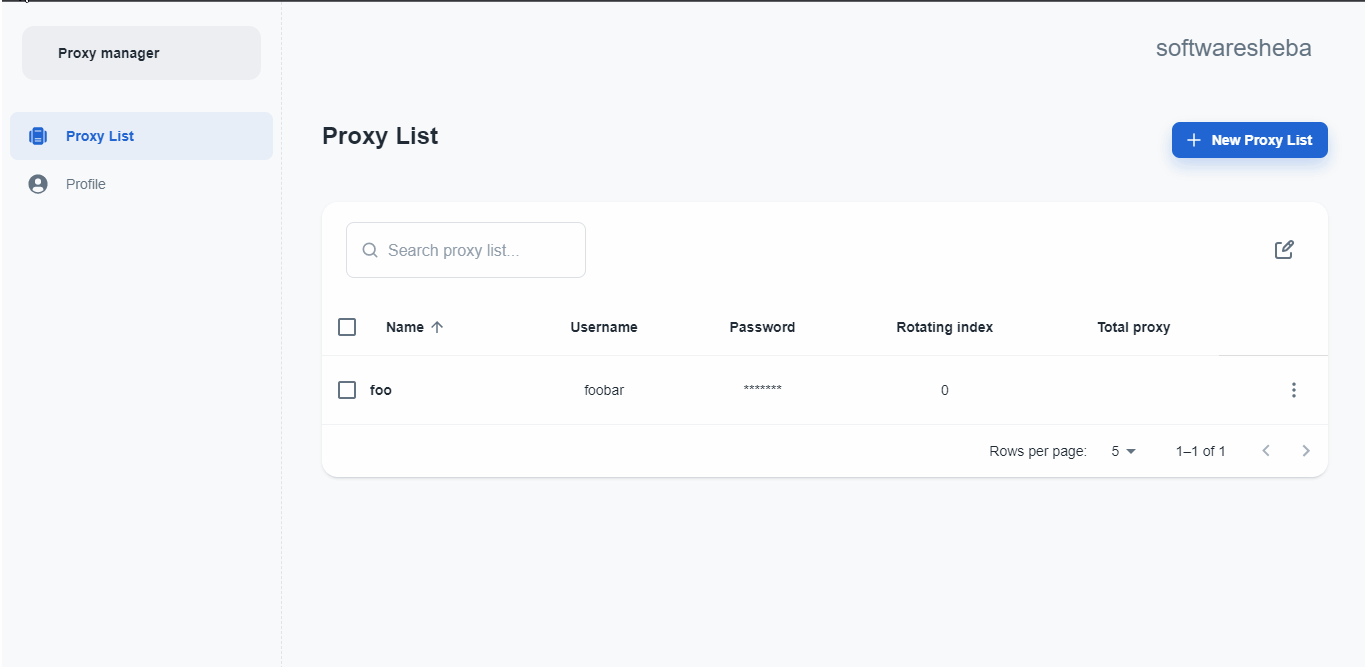 Proxy manager
softwaresheba
Proxy List
Profile
Proxy List
New Proxy List
Search proxy list...
Name Username Password Rotating index Total proxy
foo foobar ******* 0
Rows per page: 5 1–1 of 1